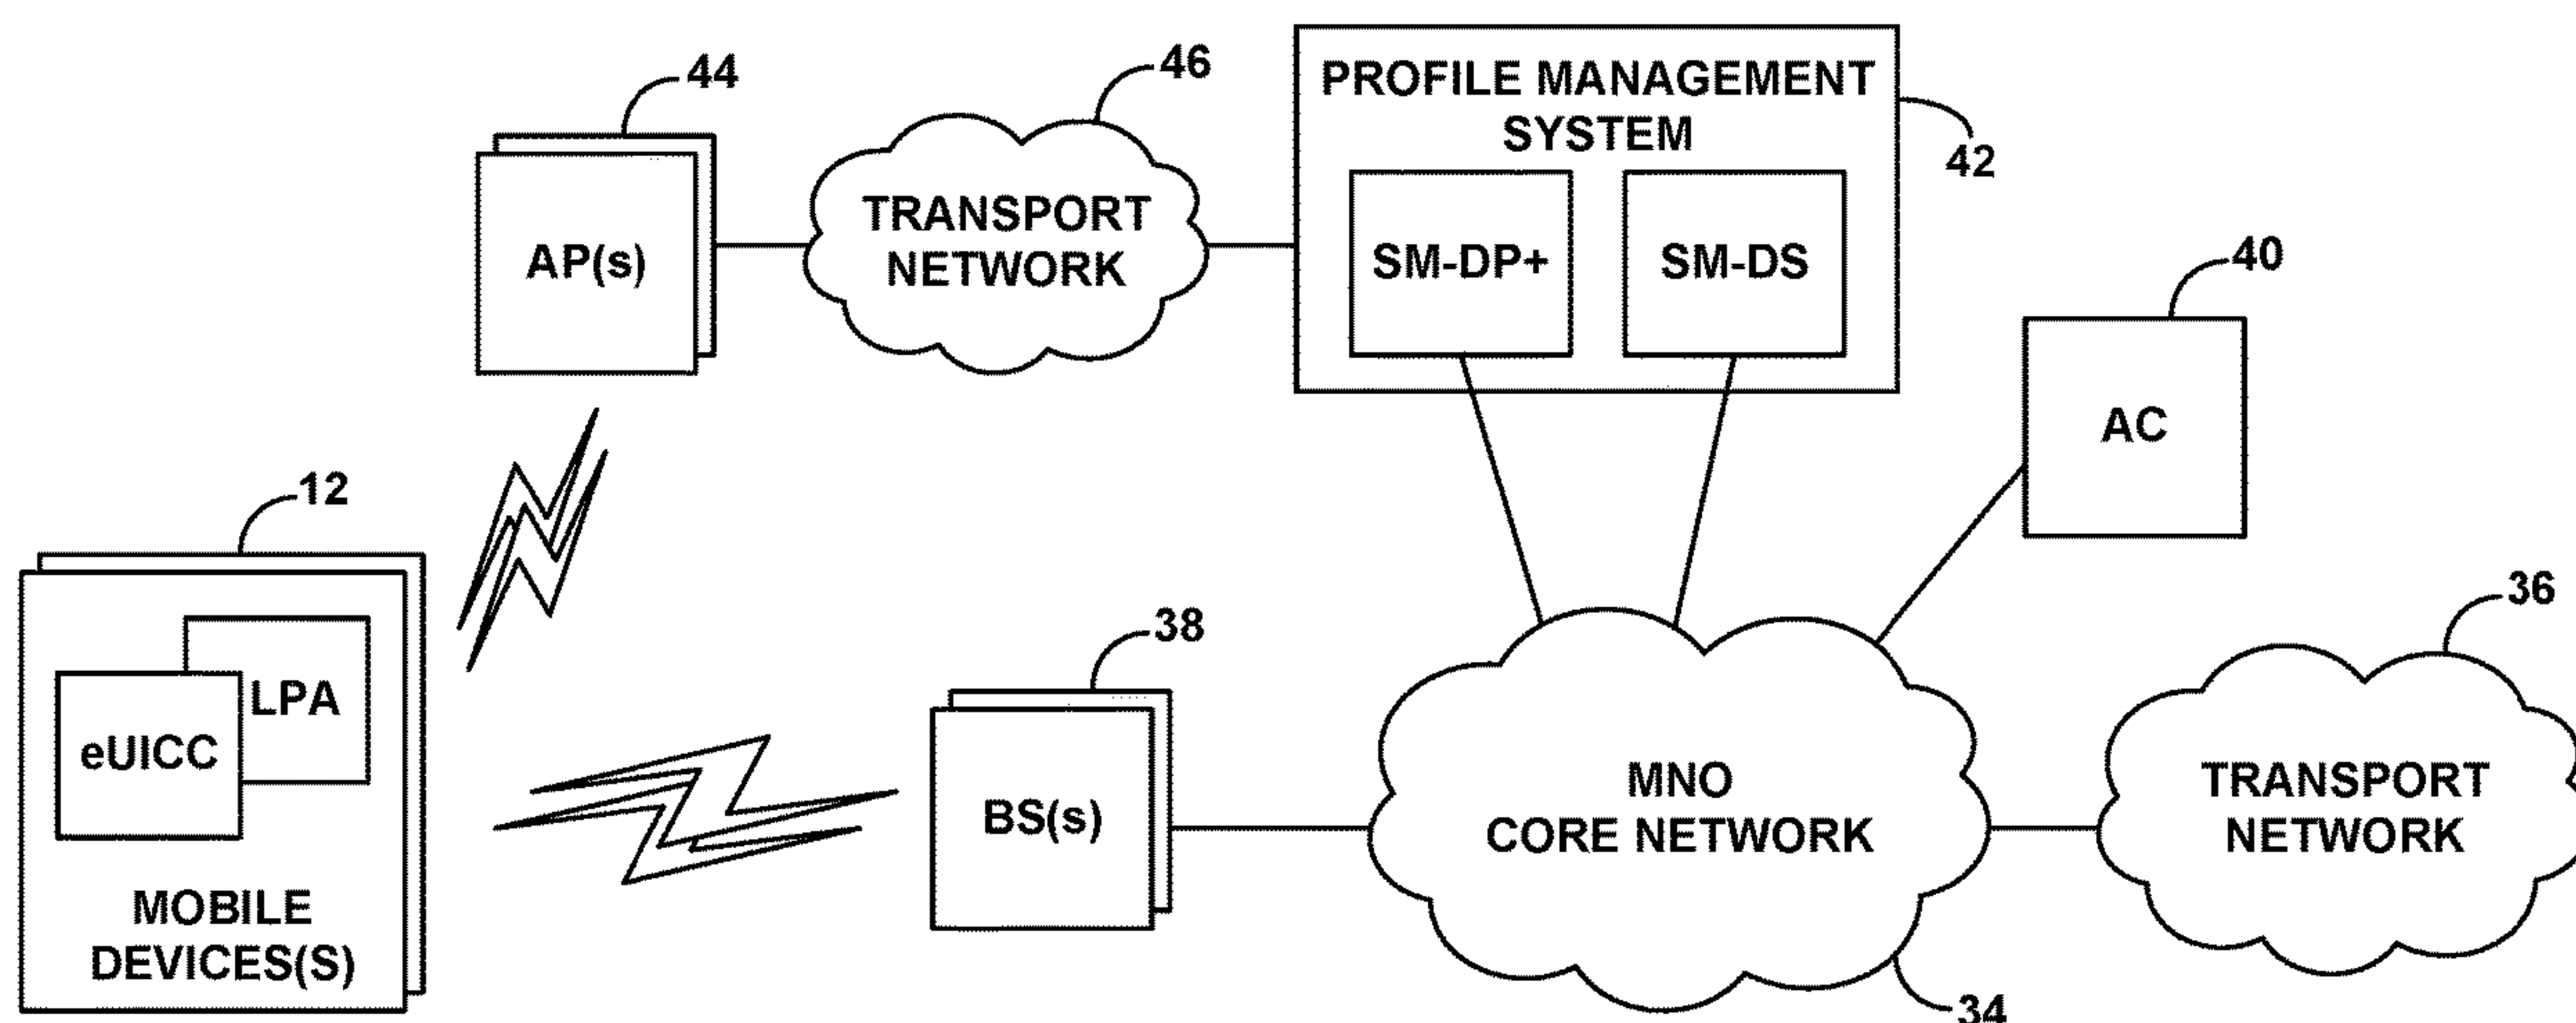 44
46
PROFILE MANAGEMENT
SYSTEM
42
TRANSPORT
NETWORK
AP(s)
SM-DP+
SM-DS
40
AC
12
38
36
LPA
eUICC
BS(s)
MNO
CORE NETWORK
TRANSPORT
NETWORK
MOBILE
DEVICES(S)
34